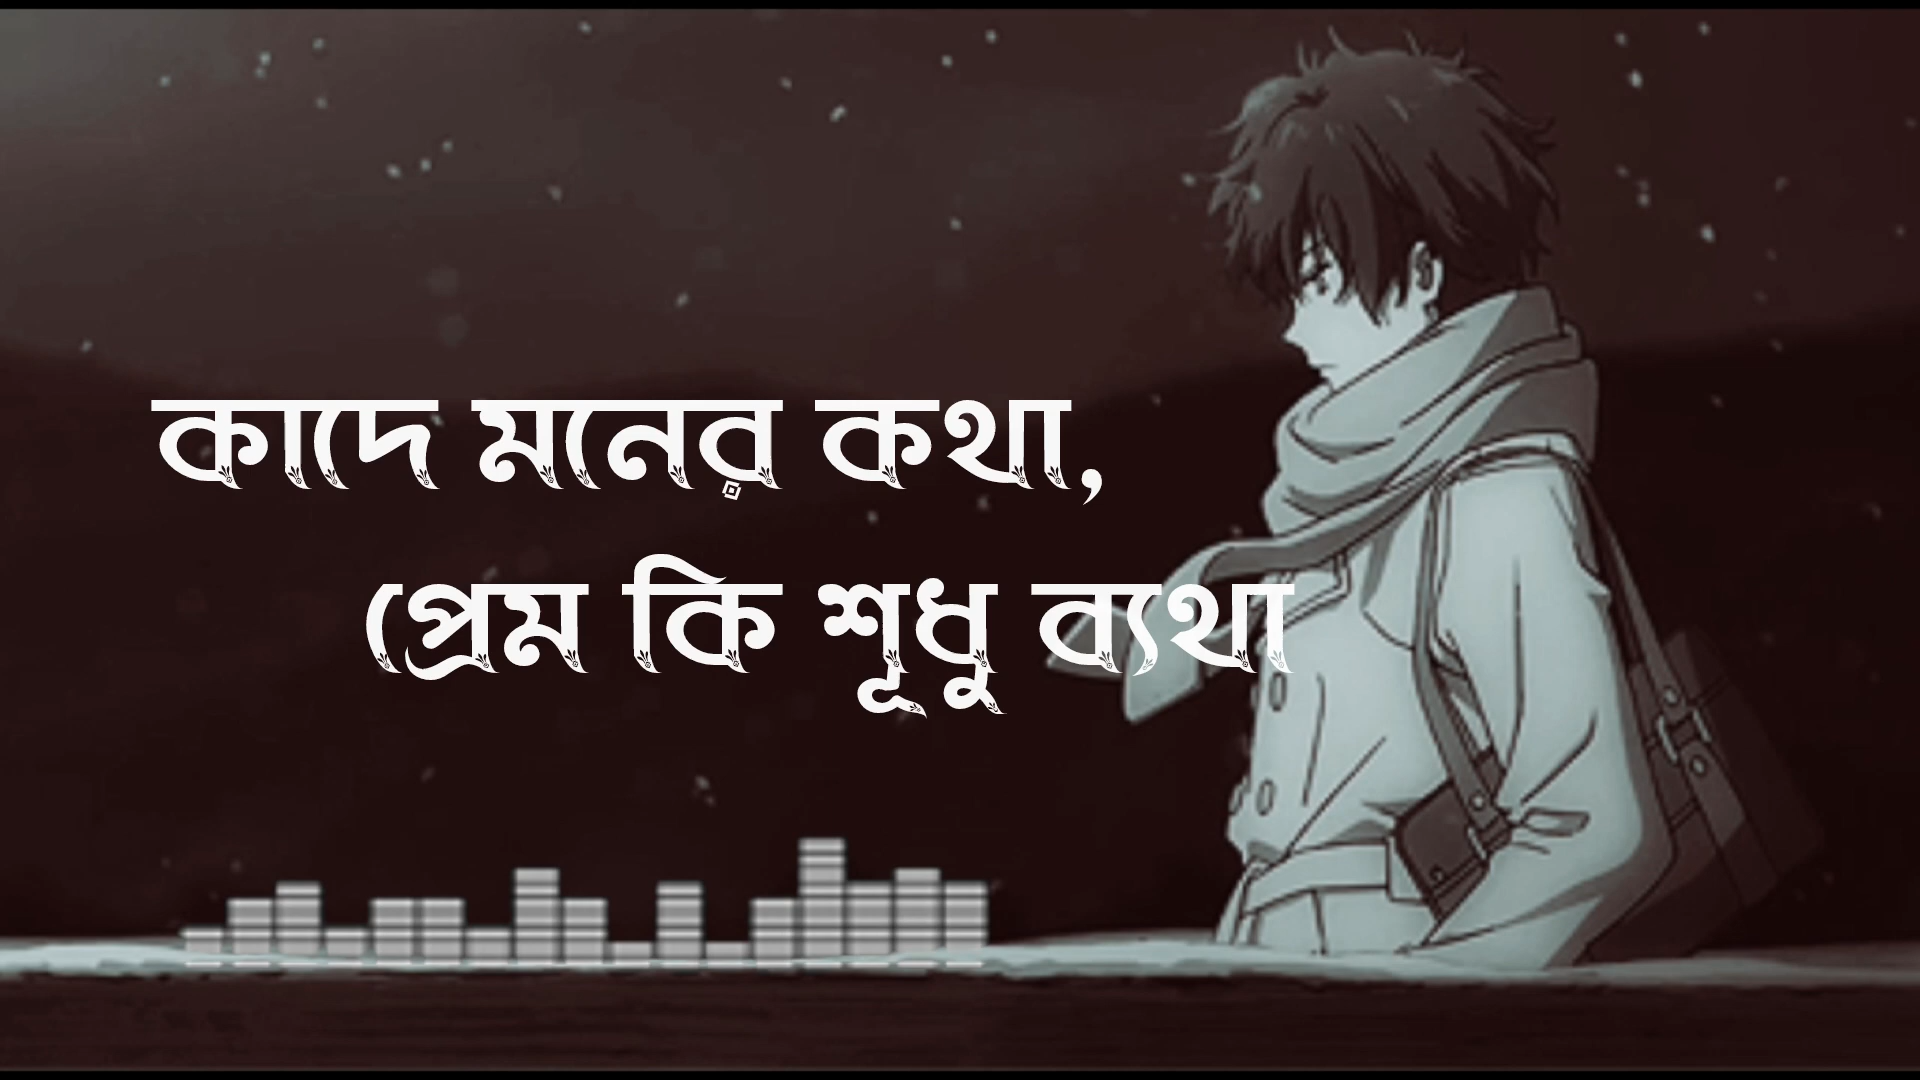 কাদে মনের কথা,
প্রেম কি শূধু ব্যথা